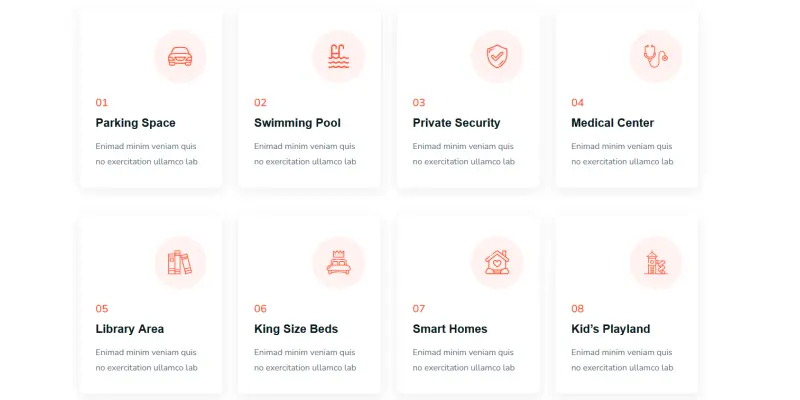 01
Parking Space
Enimad minim veniam quis
no exercitation ullamco lab
02
Swimming Pool
Enimad minim veniam quis
no exercitation ullamco lab
03
Private Security
Enimad minim veniam quis
no exercitation ullamco lab
04
Medical Center
Enimad minim veniam quis
no exercitation ullamco lab
05
Library Area
Enimad minim veniam quis
no exercitation ullamco lab
06
King Size Beds
Enimad minim veniam quis
no exercitation ullamco lab
07
Smart Homes
Enimad minim veniam quis
no exercitation ullamco lab
08
Kid’s Playland
Enimad minim veniam quis
no exercitation ullamco lab